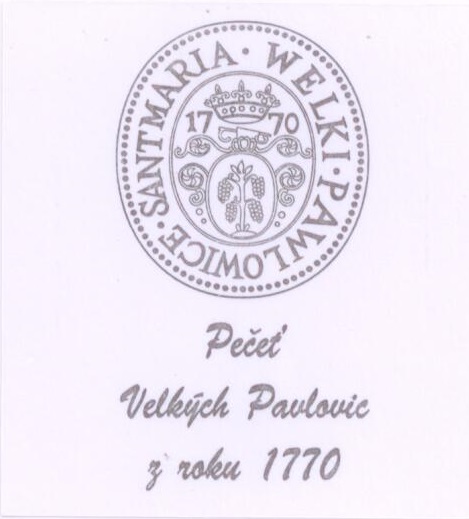 · SANTMARIA · WELKI · PAWLOWICE
17 70
Pečeť
Velkých Pavlovic
z roku 1770